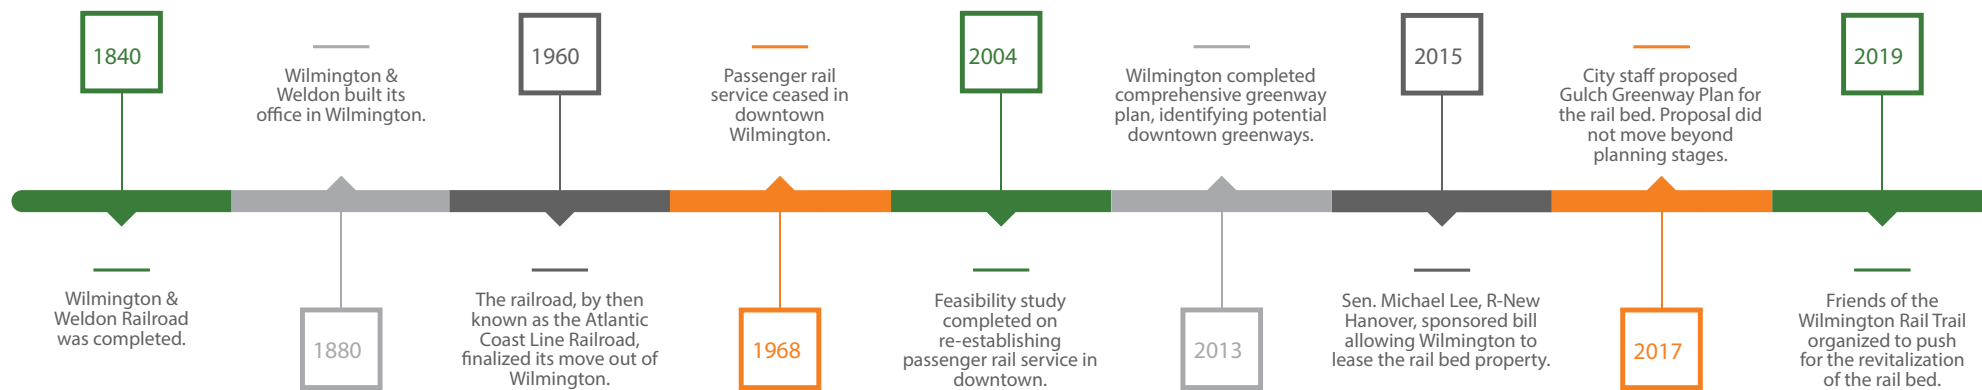 1840
Wilmington &
Weldon Railroad
was completed.
Wilmington &
Weldon built its
office in Wilmington.
1880
1960
The railroad, by then
known as the Atlantic
Coast Line Railroad,
finalized its move out of
Wilmington.
Passenger rail
service ceased in
downtown
Wilmington.
1968
2004
Feasibility study
completed on
re-establishing
passenger rail service in
downtown.
Wilmington completed
comprehensive greenway
plan, identifying potential
downtown greenways.
2013
2015
Sen. Michael Lee, R-New
Hanover, sponsored bill
allowing Wilmington to
lease the rail bed property.
City staff proposed
Gulch Greenway Plan for
the rail bed. Proposal did
not move beyond
planning stages.
2017
2019
Friends of the
Wilmington Rail Trail
organized to push
for the revitalization
of the rail bed.